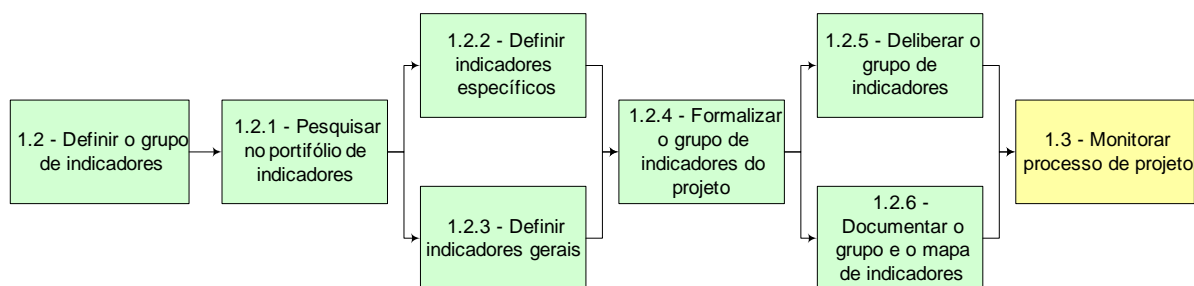 1.2 - Definir o grupo
de indicadores
1.2.1 - Pesquisar
no portifólio de
indicadores
1.2.2 - Definir
indicadores
específicos
1.2.3 - Definir
indicadores gerais
1.2.4 - Formalizar
o grupo de
indicadores do
projeto
1.2.5 - Deliberar o
grupo de
indicadores
1.2.6 -
Documentar o
grupo e o mapa
de indicadores
1.3 - Monitorar
processo de projeto